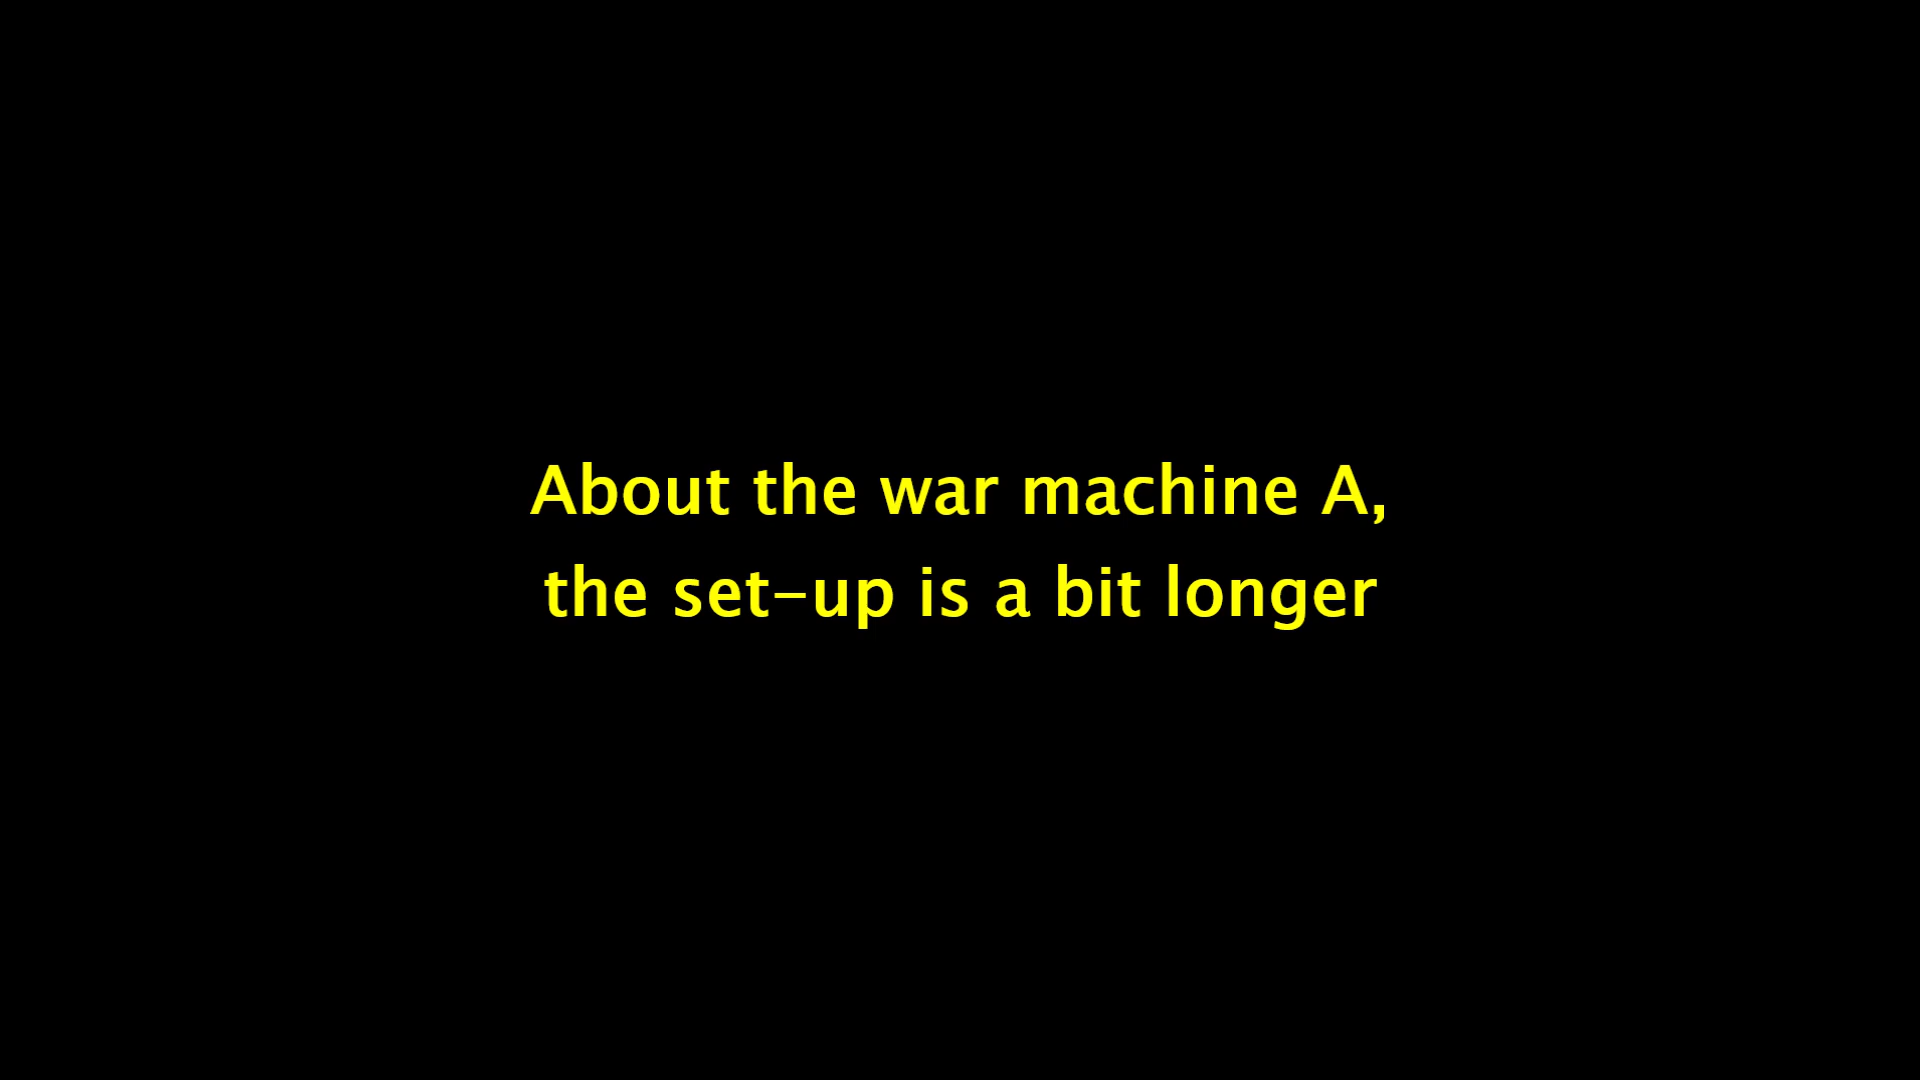 About the war machine A,
the set-up is a bit longer